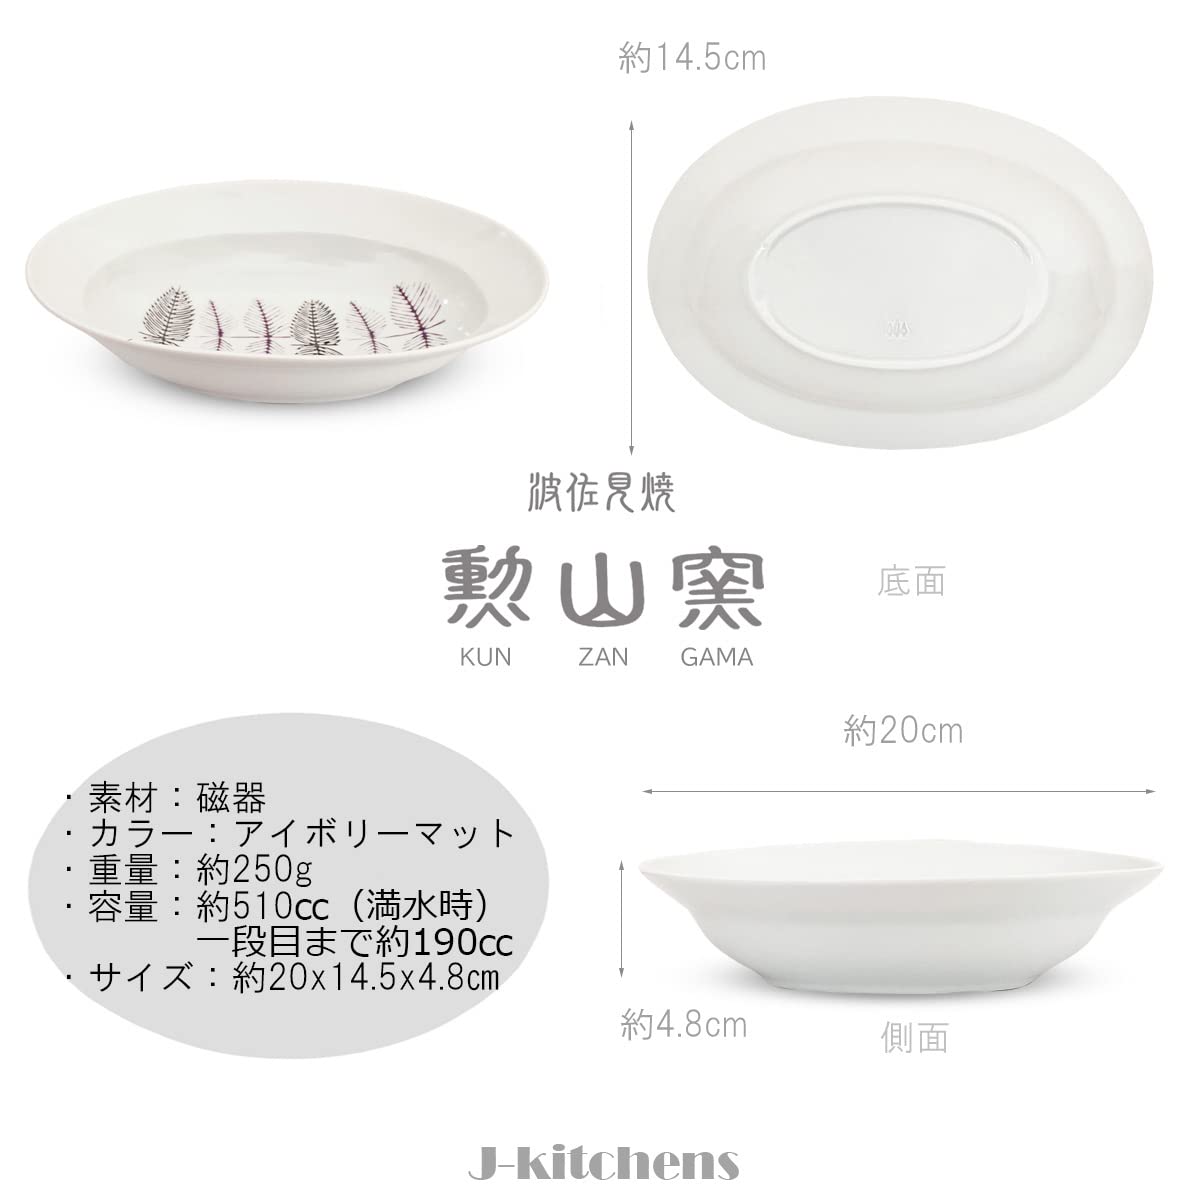 約14.5cm
波佐見焼
勲山窯
KUN ZAN GAMA
底面
約20cm
・素材：磁器
・カラー：アイボリーマット
・重量：約250g
・容量：約510cc（満水時）
一段目まで約190cc
・サイズ：約20x14.5x4.8cm
約4.8cm
側面
J-kitchens